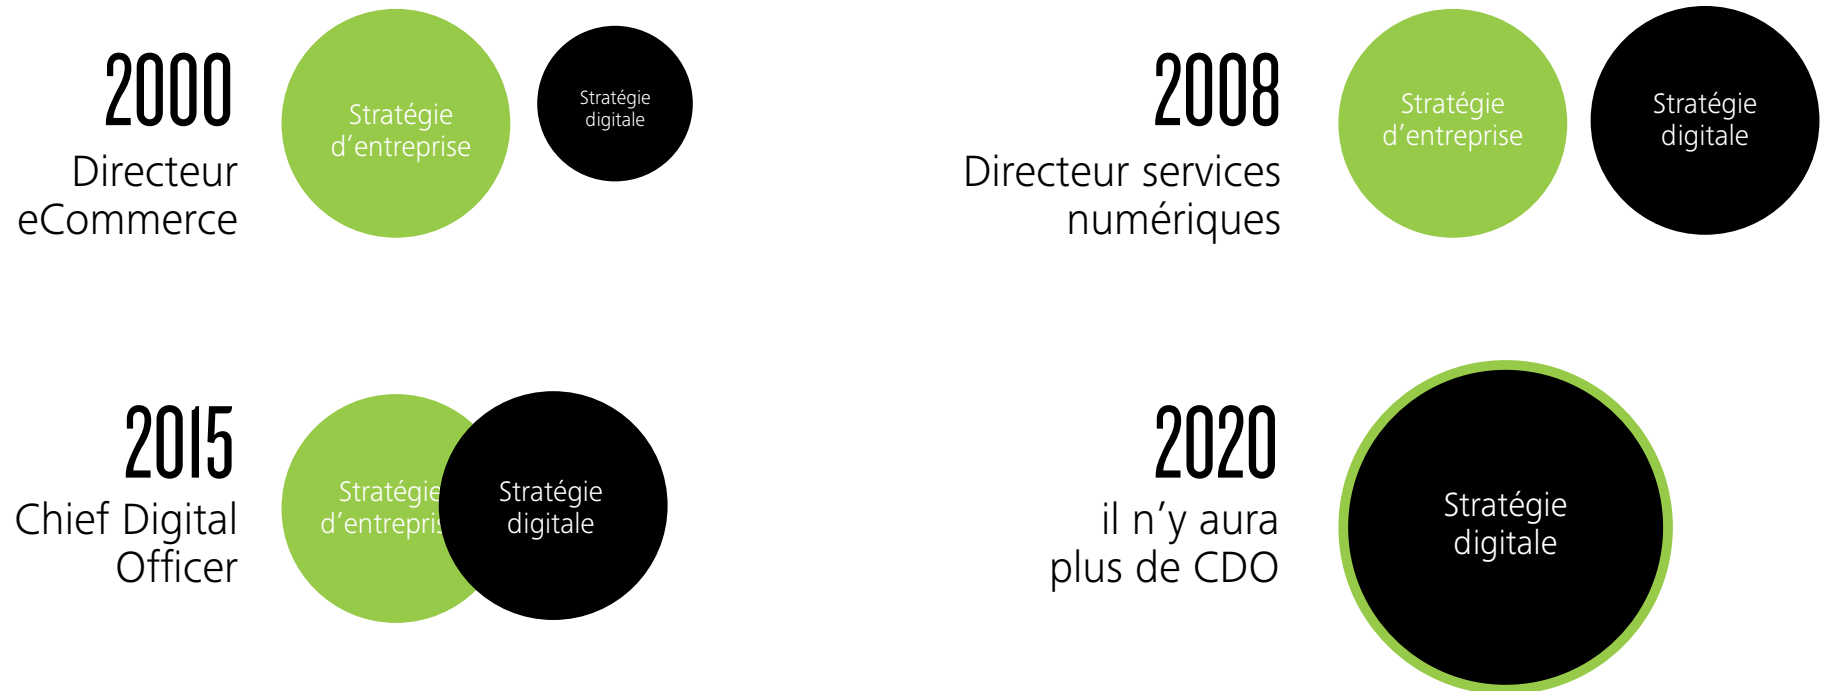 2000
Directeur
eCommerce
Stratégie
d’entreprise
Stratégie
digitale
2008
Directeur services
numériques
Stratégie
d’entreprise
Stratégie
digitale
2015
Chief Digital
Officer
Stratégie
d’entrepris
Stratégie
digitale
2020
il n’y aura
plus de CDO
Stratégie
digitale